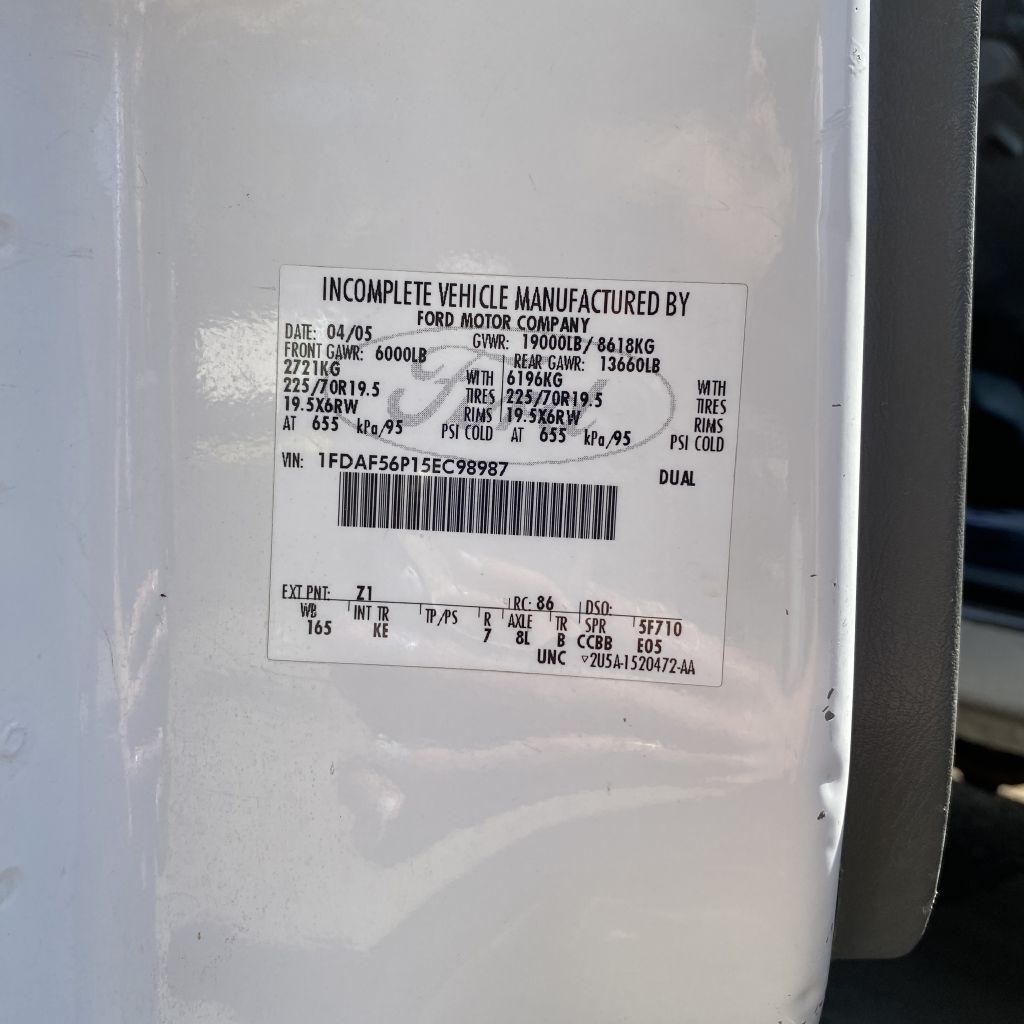 INCOMPLETE VEHICLE MANUFACTURED BY
FORD MOTOR COMPANY
DATE: 04/05 GVWR: 19000LB / 8618KG
FRONT GAWR: 6000LB REAR GAWR: 13660LB
2721KG WITH 6196KG WITH
225/70R19.5 TIRES 225/70R19.5 TIRES
19.5X6RW RIMS 19.5X6RW RIMS
AT 655 kPa/95 PSI COLD AT 655 kPa/95 PSI COLD
VIN: 1FDAF56P15EC98987
DUAL
EXT PNT: Z1 RC: 86 DSO:
WB INT TR TP/PS R AXLE TR SPR 5F710
165 KE 7 8L B CCBB E05
UNC ▽2U5A-1520472-AA
Ford